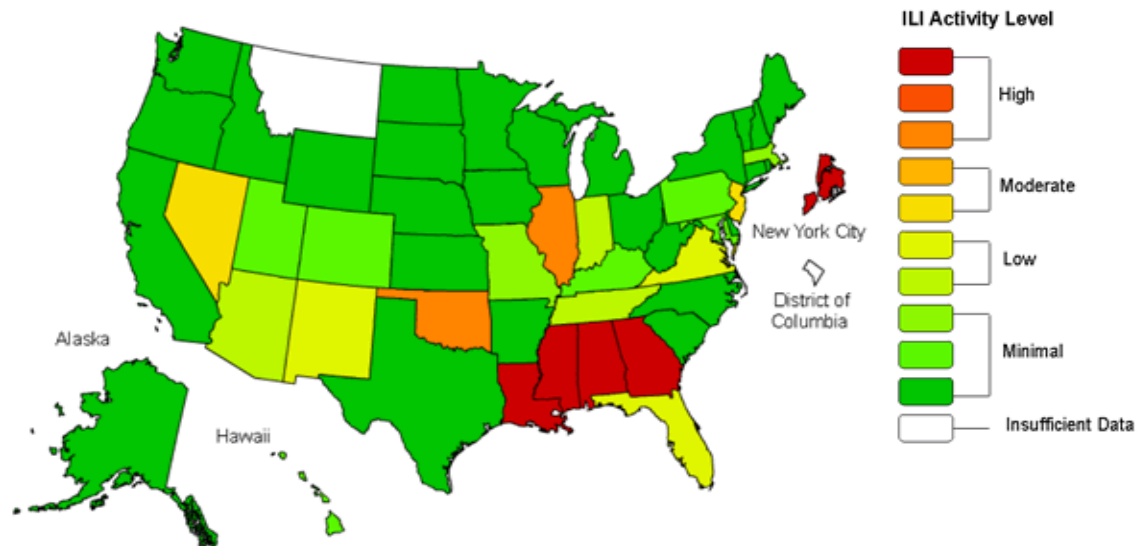 ILI Activity Level
High
Moderate
Low
Minimal
Insufficient Data
New York City
District of
Columbia
Alaska
Hawaii